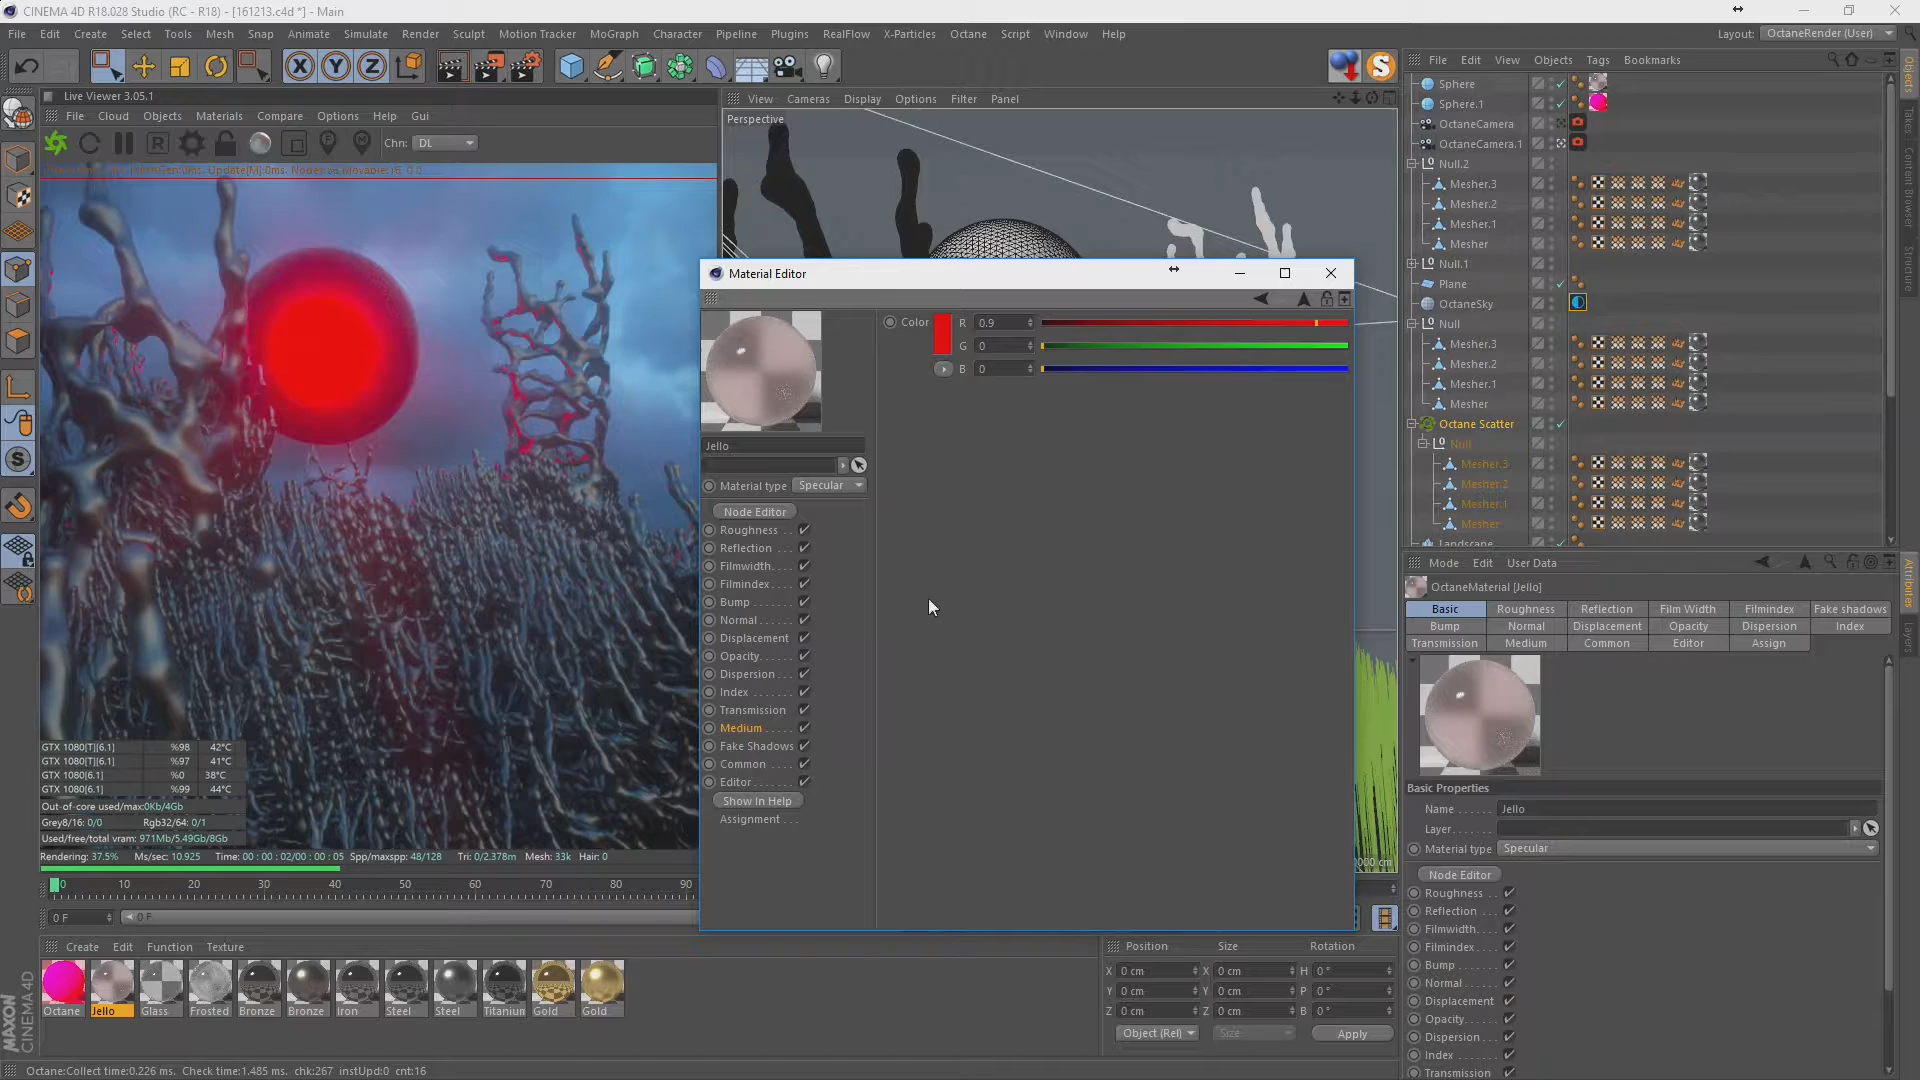 CINEMA 4D R18.028 Studio (RC - R18) - [161213.c4d *] - Main
File Edit Create Select Tools Mesh Snap Animate Simulate Render Sculpt Motion Tracker MoGraph Character Pipeline Plugins RealFlow X-Particles Octane Script Window Help
Layout: OctaneRender (User)
X Y Z
File Edit View Objects Tags Bookmarks
Live Viewer 3.05.1
File Cloud Objects Materials Compare Options Help Gui
Chn: DL
View Cameras Display Options Filter Panel
Perspective
Sphere
Sphere.1
OctaneCamera
OctaneCamera.1
Null.2
Mesher.3
Mesher.2
Mesher.1
Mesher
Null.1
Plane
OctaneSky
Null
Mesher.3
Mesher.2
Mesher.1
Mesher
Octane Scatter
Null
Mesher.3
Mesher.2
Mesher.1
Mesher
Landscape
Objects
Takes
Content Browser
Structure
Material Editor
Color R 0.9
G 0
B 0
Jello
Material type Specular
Node Editor
Roughness
Reflection
Filmwidth
Filmindex
Bump
Normal
Displacement
Opacity
Dispersion
Index
Transmission
Medium
Fake Shadows
Common
Editor
Show In Help
Assignment
GTX 1080[T][6.1] %98 42°C
GTX 1080[T][6.1] %97 41°C
GTX 1080[6.1] %0 38°C
GTX 1080[6.1] %99 44°C
Out-of-core used/max:0Kb/4Gb
Grey8/16: 0/0 Rgb32/64: 0/1
Used/free/total vram: 971Mb/5.49Gb/8Gb
Rendering: 37.5% Ms/sec: 10.925 Time: 00 : 00 : 02/00 : 00 : 05 Spp/maxspp: 48/128 Tri: 0/2.378m Mesh: 33k Hair: 0
0 10 20 30 40 50 60 70 80 90
0 F 0 F
Create Edit Function Texture
Octane Jello Glass Frosted Bronze Bronze Iron Steel Steel Titanium Gold Gold
MAXON
CINEMA 4D
Position Size Rotation
X 0 cm X 0 cm H 0 °
Y 0 cm Y 0 cm P 0 °
Z 0 cm Z 0 cm B 0 °
Object (Rel) Size Apply
Mode Edit User Data
OctaneMaterial [Jello]
Basic Roughness Reflection Film Width Filmindex Fake shadows
Bump Normal Displacement Opacity Dispersion Index
Transmission Medium Common Editor Assign
Basic Properties
Name Jello
Layer
Material type Specular
Node Editor
Roughness
Reflection
Filmwidth
Filmindex
Bump
Normal
Displacement
Opacity
Dispersion
Index
Transmission
Attributes
Layers
Octane:Collect time:0.226 ms. Check time:1.485 ms. chk:267 instUpd:0 cnt:16